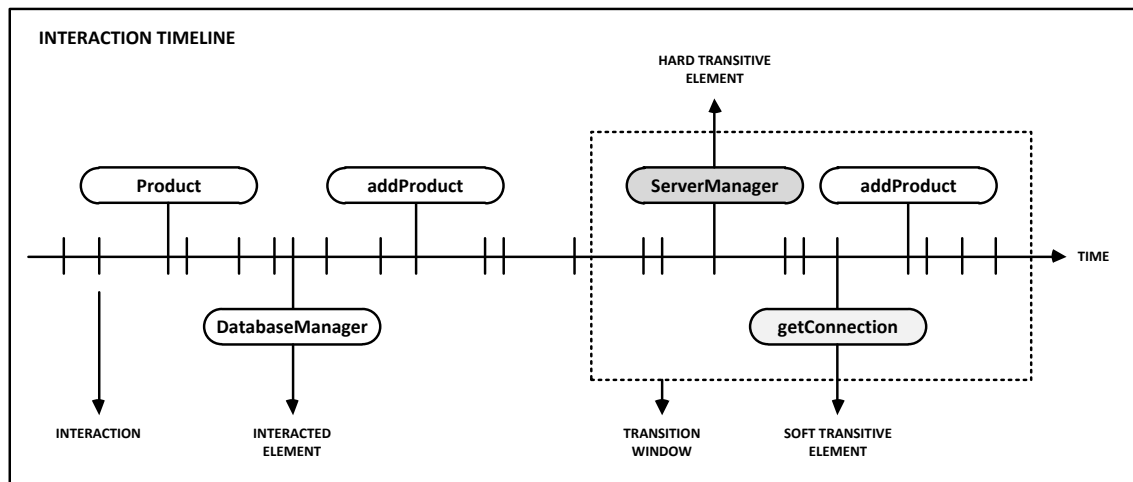 INTERACTION TIMELINE
HARD TRANSITIVE
ELEMENT
Product
addProduct
ServerManager
addProduct
TIME
DatabaseManager
getConnection
INTERACTION
INTERACTED
ELEMENT
TRANSITION
WINDOW
SOFT TRANSITIVE
ELEMENT